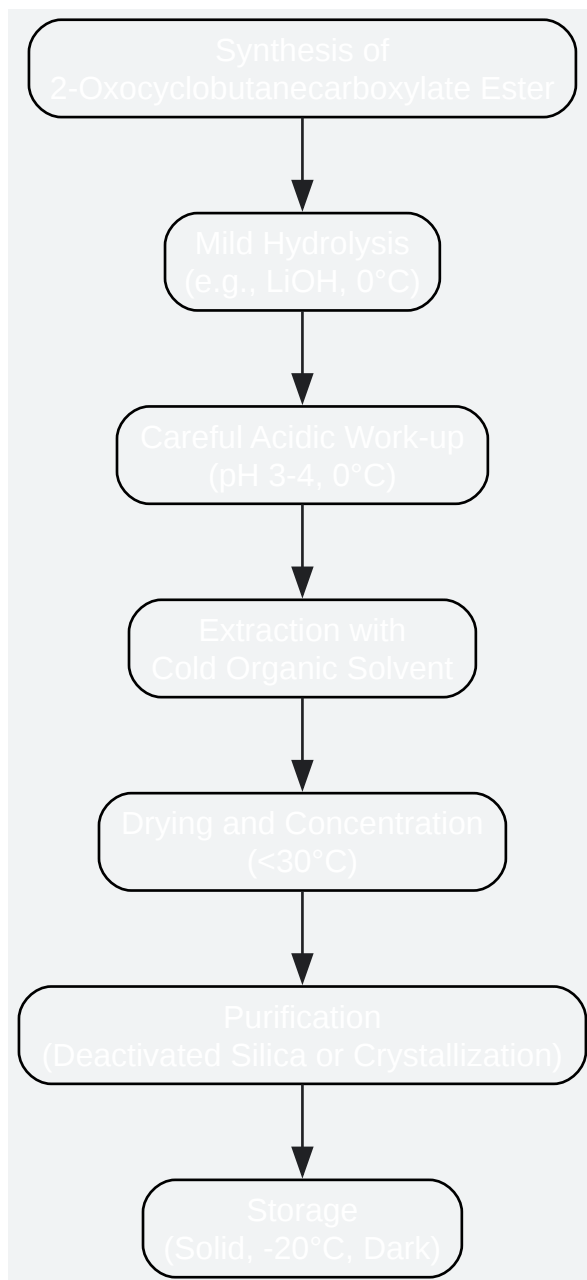 Synthesis of
2-Oxocyclobutanecarboxylate Ester
Mild Hydrolysis
(e.g., LiOH, 0°C)
Careful Acidic Work-up
(pH 3-4, 0°C)
Extraction with
Cold Organic Solvent
Drying and Concentration
(<30°C)
Purification
(Deactivated Silica or Crystallization)
Storage
(Solid, -20°C, Dark)